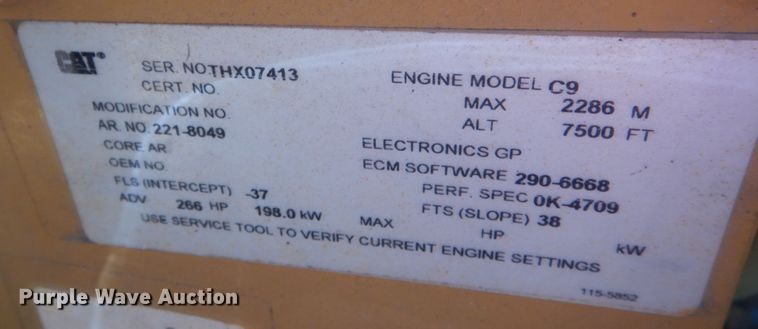 CAT®
SER. NO. THX07413
CERT. NO.
MODIFICATION NO.
AR. NO. 221-8049
CORE AR
OEM NO.
FLS (INTERCEPT) -37
ADV 266 HP 198.0 kW
ENGINE MODEL C9
MAX 2286 M
ALT 7500 FT
ELECTRONICS GP
ECM SOFTWARE 290-6668
PERF. SPEC 0K-4709
FTS (SLOPE) 38
MAX HP kW
USE SERVICE TOOL TO VERIFY CURRENT ENGINE SETTINGS
115-5852
Purple Wave Auction